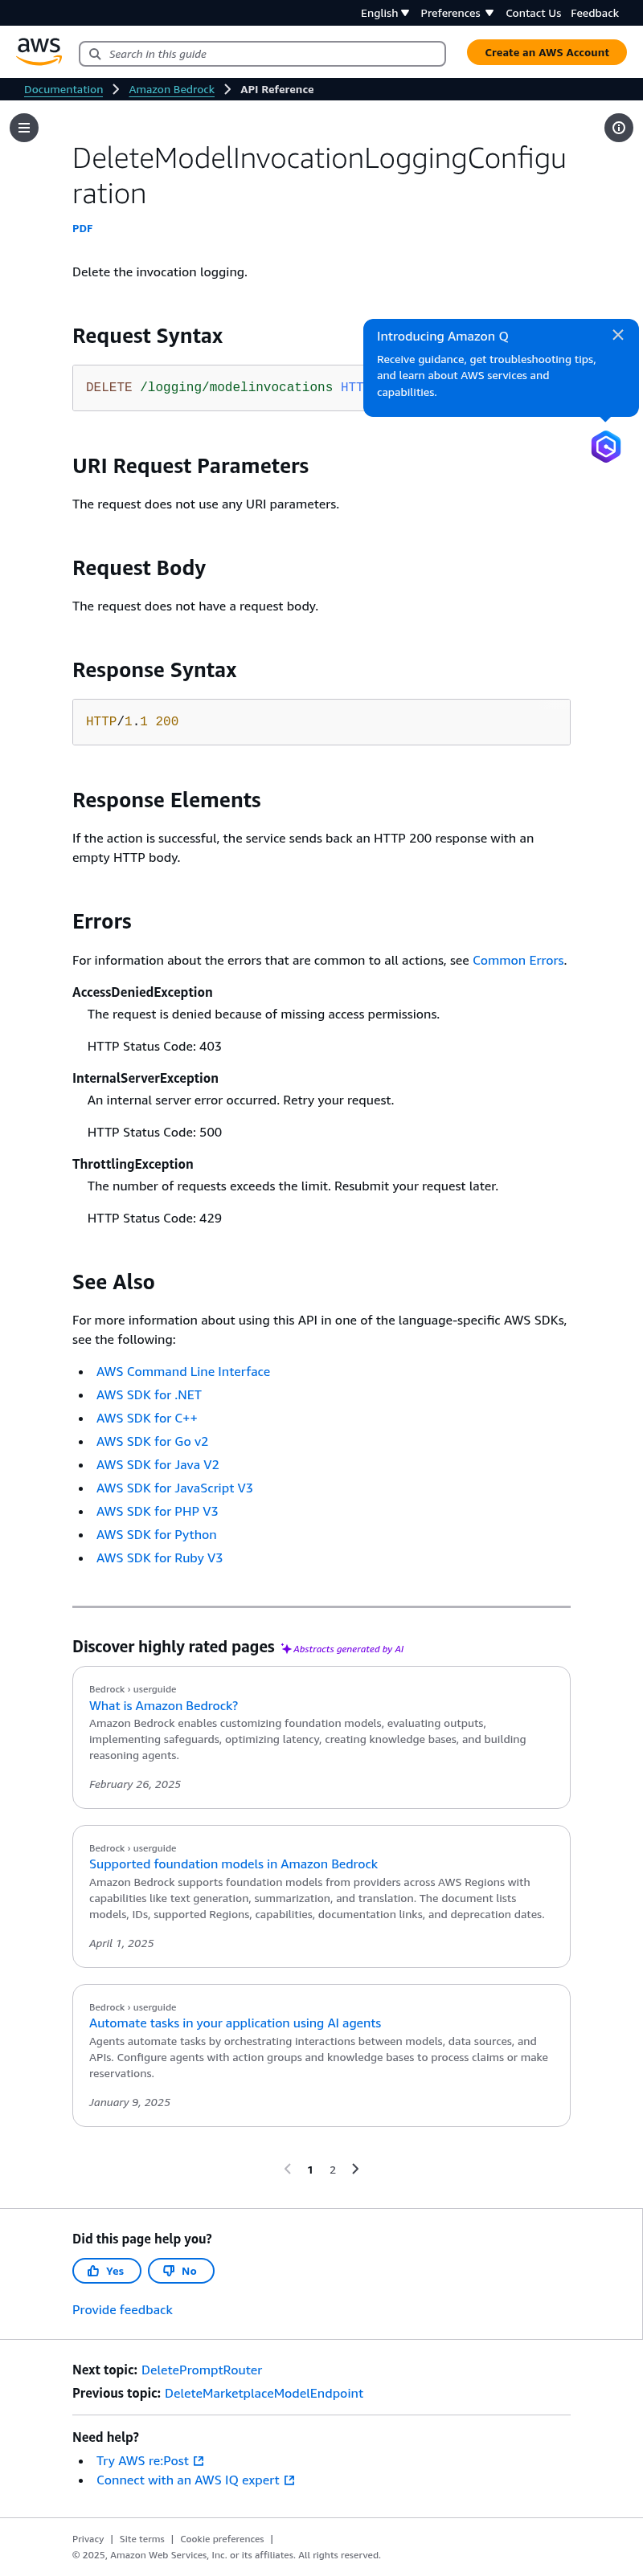 English Preferences Contact Us Feedback
aws Search in this guide Create an AWS Account
Documentation Amazon Bedrock API Reference
DeleteModelInvocationLoggingConfigu
ration
PDF
Delete the invocation logging.
Request Syntax
DELETE /logging/modelinvocations HTT
Introducing Amazon Q
Receive guidance, get troubleshooting tips,
and learn about AWS services and
capabilities.
URI Request Parameters
The request does not use any URI parameters.
Request Body
The request does not have a request body.
Response Syntax
HTTP/1.1 200
Response Elements
If the action is successful, the service sends back an HTTP 200 response with an
empty HTTP body.
Errors
For information about the errors that are common to all actions, see Common Errors.
AccessDeniedException
The request is denied because of missing access permissions.
HTTP Status Code: 403
InternalServerException
An internal server error occurred. Retry your request.
HTTP Status Code: 500
ThrottlingException
The number of requests exceeds the limit. Resubmit your request later.
HTTP Status Code: 429
See Also
For more information about using this API in one of the language-specific AWS SDKs,
see the following:
• AWS Command Line Interface
• AWS SDK for .NET
• AWS SDK for C++
• AWS SDK for Go v2
• AWS SDK for Java V2
• AWS SDK for JavaScript V3
• AWS SDK for PHP V3
• AWS SDK for Python
• AWS SDK for Ruby V3
Discover highly rated pages Abstracts generated by AI
Bedrock › userguide
What is Amazon Bedrock?
Amazon Bedrock enables customizing foundation models, evaluating outputs,
implementing safeguards, optimizing latency, creating knowledge bases, and building
reasoning agents.
February 26, 2025
Bedrock › userguide
Supported foundation models in Amazon Bedrock
Amazon Bedrock supports foundation models from providers across AWS Regions with
capabilities like text generation, summarization, and translation. The document lists
models, IDs, supported Regions, capabilities, documentation links, and deprecation dates.
April 1, 2025
Bedrock › userguide
Automate tasks in your application using AI agents
Agents automate tasks by orchestrating interactions between models, data sources, and
APIs. Configure agents with action groups and knowledge bases to process claims or make
reservations.
January 9, 2025
1 2
Did this page help you?
Yes No
Provide feedback
Next topic: DeletePromptRouter
Previous topic: DeleteMarketplaceModelEndpoint
Need help?
• Try AWS re:Post
• Connect with an AWS IQ expert
Privacy | Site terms | Cookie preferences |
© 2025, Amazon Web Services, Inc. or its affiliates. All rights reserved.